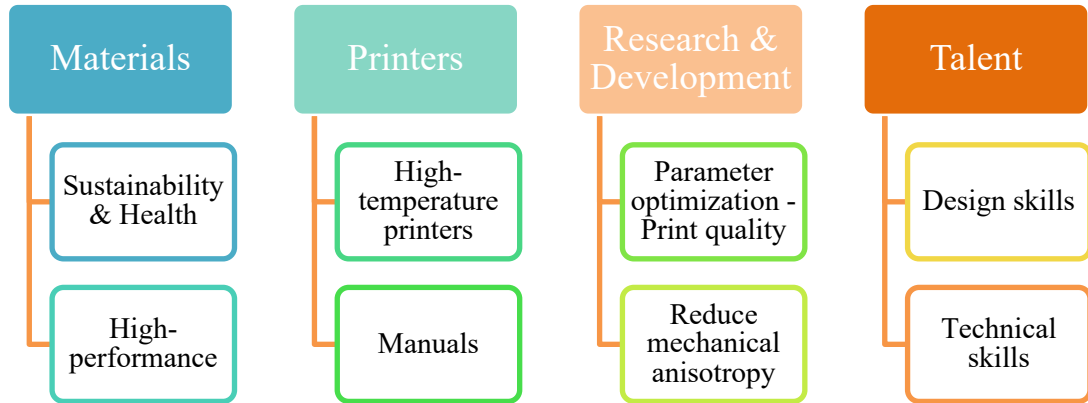 Materials
Sustainability
& Health
High-
performance
Printers
High-
temperature
printers
Manuals
Research &
Development
Parameter
optimization -
Print quality
Reduce
mechanical
anisotropy
Talent
Design skills
Technical
skills